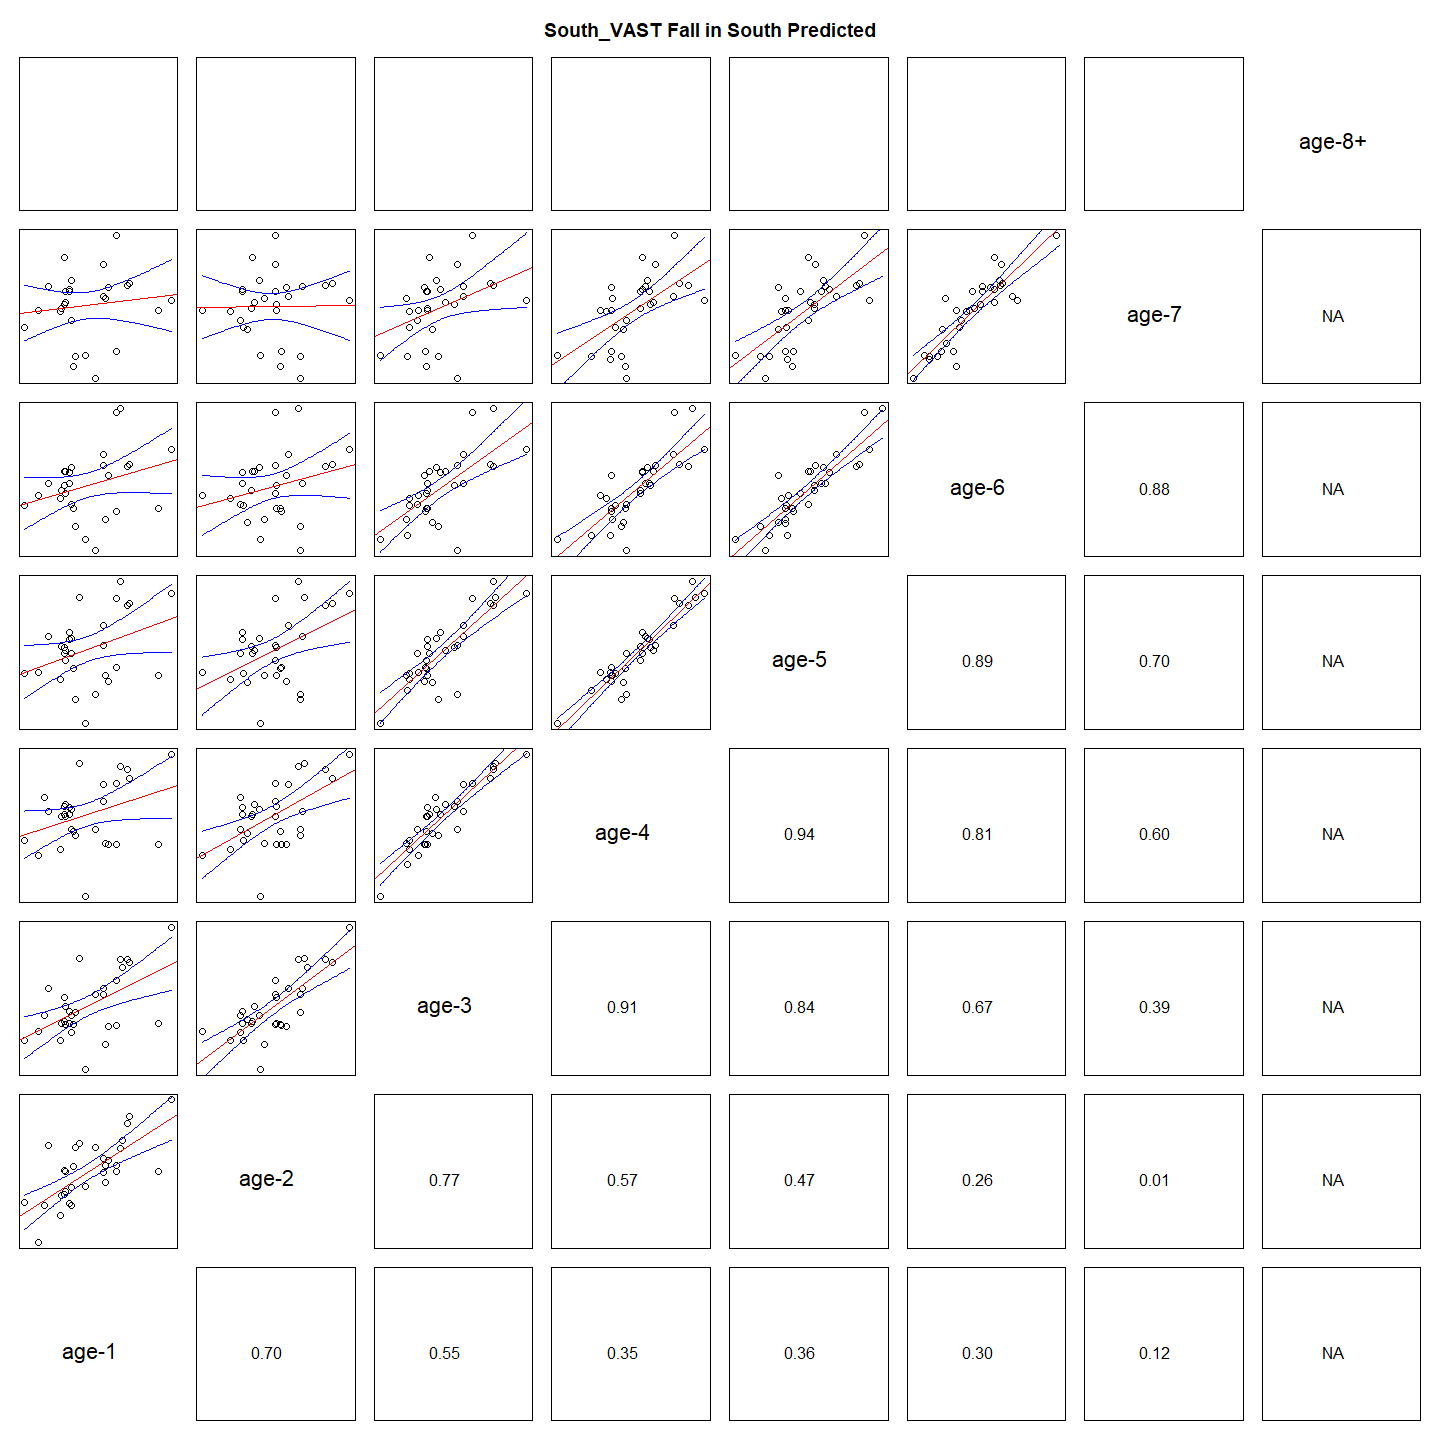 South_VAST Fall in South Predicted
age-8+
age-7 NA
age-6 0.88 NA
age-5 0.89 0.70 NA
age-4 0.94 0.81 0.60 NA
age-3 0.91 0.84 0.67 0.39 NA
age-2 0.77 0.57 0.47 0.26 0.01 NA
age-1 0.70 0.55 0.35 0.36 0.30 0.12 NA